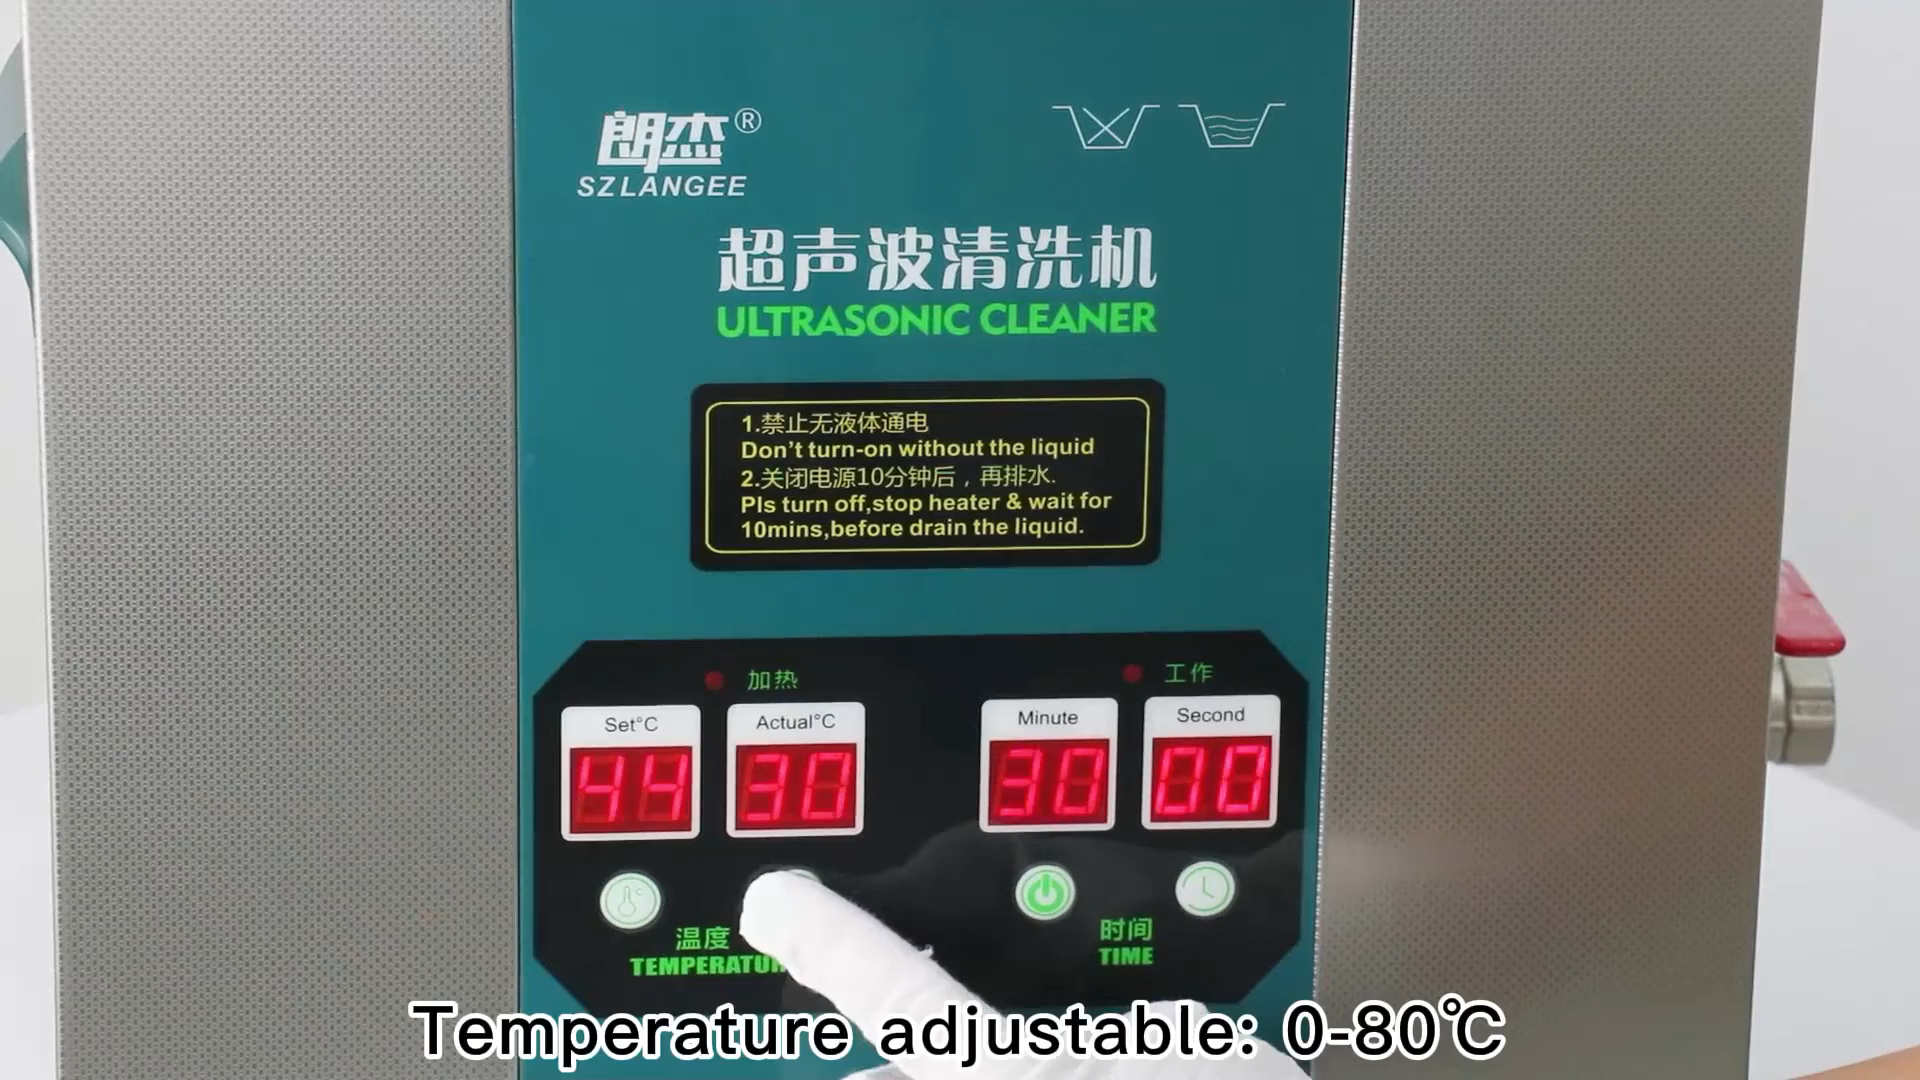 朗杰®
SZLANGEE
超声波清洗机
ULTRASONIC CLEANER
1.禁止无液体通电
Don't turn-on without the liquid
2.关闭电源10分钟后，再排水.
Pls turn off,stop heater & wait for
10mins,before drain the liquid.
加热
工作
Set°C
Actual°C
Minute
Second
44
30
30
00
温度
TEMPERATU
时间
TIME
Temperature adjustable: 0-80℃